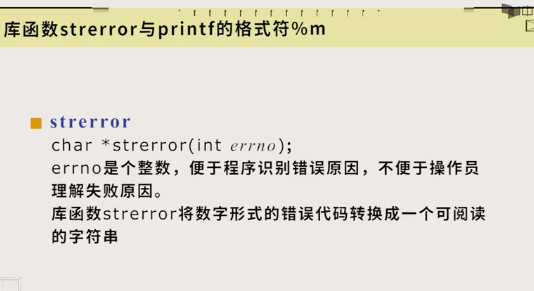 库函数strerror与printf的格式符%m
strerror
char *strerror(int errno);
errno是个整数，便于程序识别错误原因，不便于操作员
理解失败原因。
库函数strerror将数字形式的错误代码转换成一个可阅读
的字符串